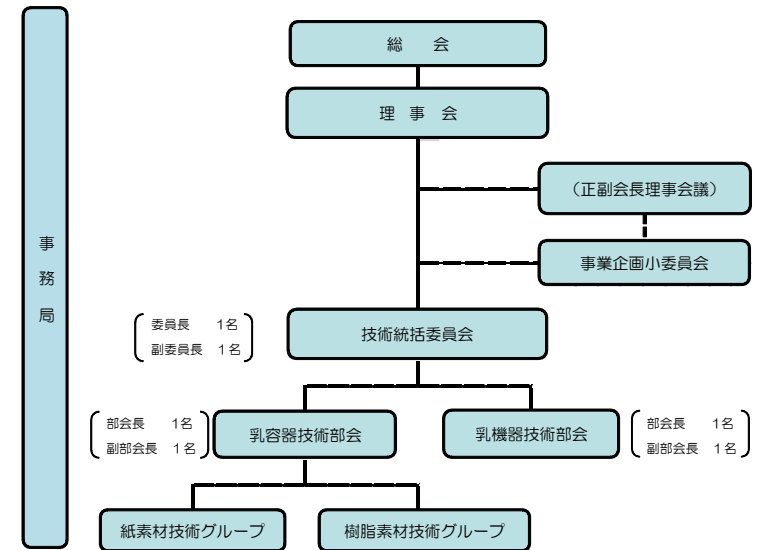 総　会
理　事　会
（正副会長理事会議）
事業企画小委員会
事
務
局
委員長　1名
副委員長　1名
技術統括委員会
部会長　1名
副部会長　1名
乳容器技術部会
乳機器技術部会
部会長　1名
副部会長　1名
紙素材技術グループ
樹脂素材技術グループ